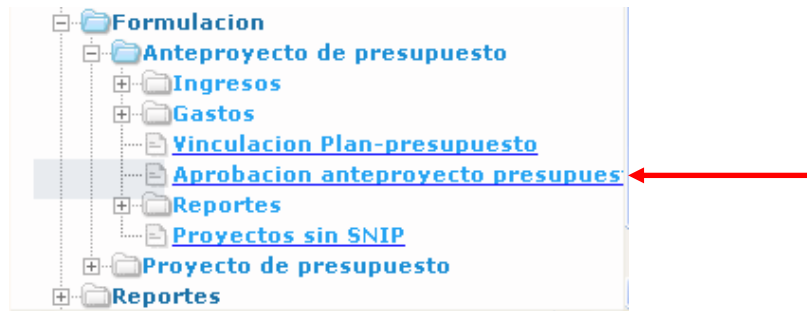 Formulacion
Anteproyecto de presupuesto
Ingresos
Gastos
Vinculacion Plan-presupuesto
Aprobacion anteproyecto presupues
Reportes
Proyectos sin SNIP
Proyecto de presupuesto
Reportes